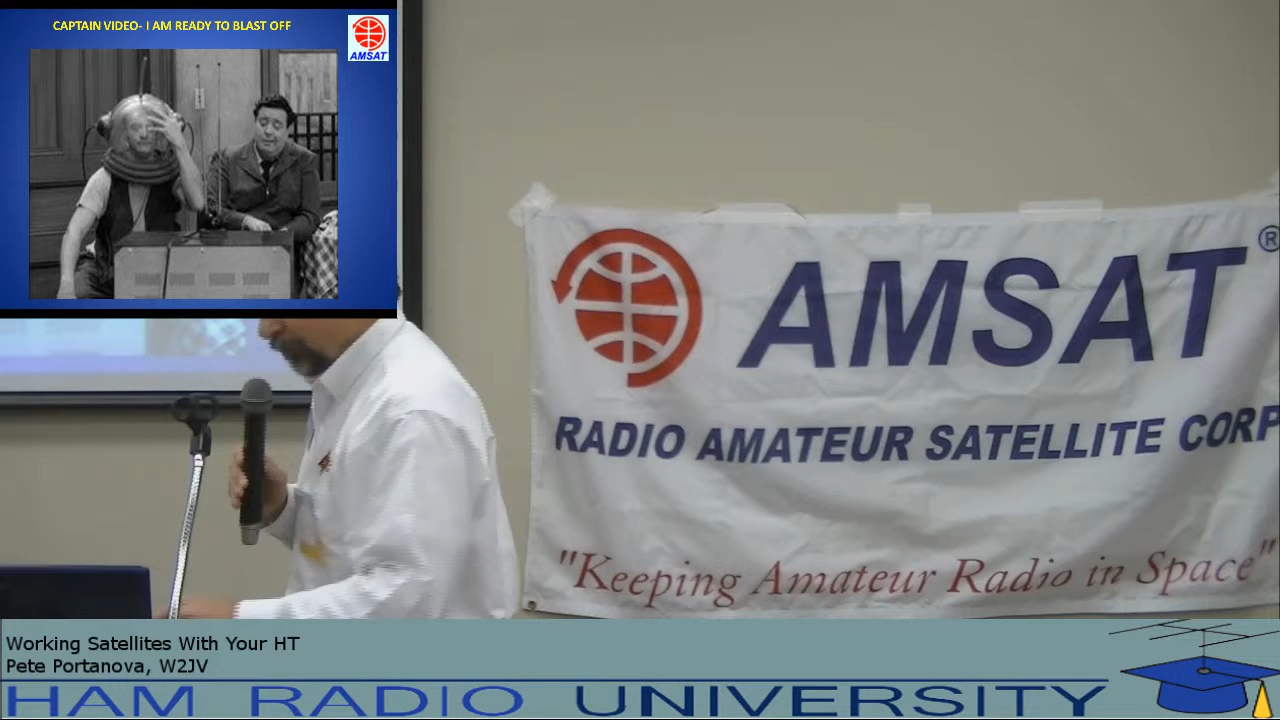 CAPTAIN VIDEO- I AM READY TO BLAST OFF
AMSAT
AMSAT®
RADIO AMATEUR SATELLITE CORP
"Keeping Amateur Radio in Space"
Working Satellites With Your HT
Pete Portanova, W2JV
HAM RADIO UNIVERSITY